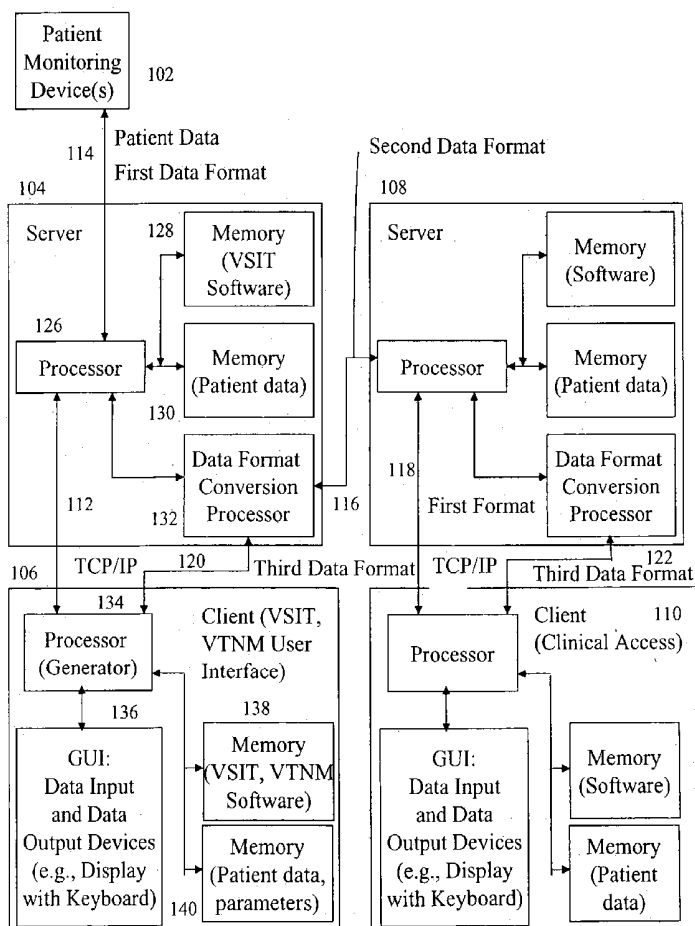 Patient
Monitoring
Device(s)
102
114
Patient Data
First Data Format
Second Data Format
104
Server
128
Memory
(VSIT
Software)
126
Processor
Memory
(Patient data)
130
Data Format
Conversion
Processor
132
112
116
108
Server
Memory
(Software)
Processor
Memory
(Patient data)
118
First Format
Data Format
Conversion
Processor
106
TCP/IP
120
Third Data Format
TCP/IP
122
Third Data Format
134
Processor
(Generator)
Client (VSIT,
VTNM User
Interface)
136
138
GUI:
Data Input
and Data
Output Devices
(e.g., Display
with Keyboard)
Memory
(VSIT, VTNM
Software)
Memory
(Patient data,
parameters)
140
Client
(Clinical Access)
110
Processor
GUI:
Data Input
and Data
Output Devices
(e.g., Display
with Keyboard)
Memory
(Software)
Memory
(Patient
data)